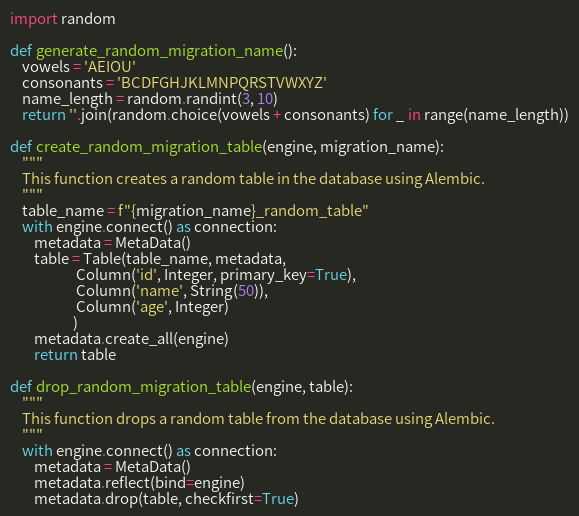 import random

def generate_random_migration_name():
    vowels = 'AEIOU'
    consonants = 'BCDFGHJKLMNPQRSTVWXYZ'
    name_length = random.randint(3, 10)
    return ''.join(random.choice(vowels + consonants) for _ in range(name_length))

def create_random_migration_table(engine, migration_name):
    """
    This function creates a random table in the database using Alembic.
    """
    table_name = f"{migration_name}_random_table"
    with engine.connect() as connection:
        metadata = MetaData()
        table = Table(table_name, metadata,
                      Column('id', Integer, primary_key=True),
                      Column('name', String(50)),
                      Column('age', Integer)
                     )
        metadata.create_all(engine)
        return table

def drop_random_migration_table(engine, table):
    """
    This function drops a random table from the database using Alembic.
    """
    with engine.connect() as connection:
        metadata = MetaData()
        metadata.reflect(bind=engine)
        metadata.drop(table, checkfirst=True)